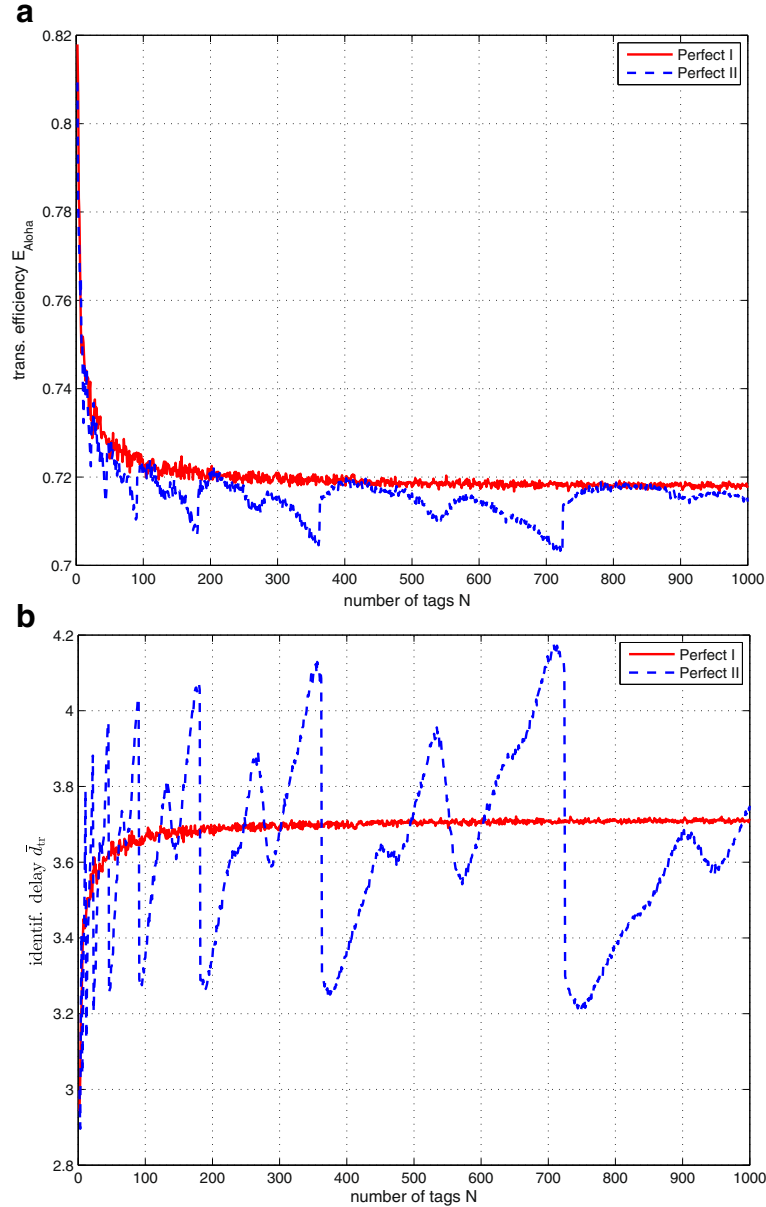 a
0.82
0.8
0.78
0.76
0.74
0.72
0.7
trans. efficiency E_Aloha
Perfect I
Perfect II
0 100 200 300 400 500 600 700 800 900 1000
number of tags N
b
4.2
4
3.8
3.6
3.4
3.2
3
2.8
identif. delay d̄_tr
Perfect I
Perfect II
0 100 200 300 400 500 600 700 800 900 1000
number of tags N